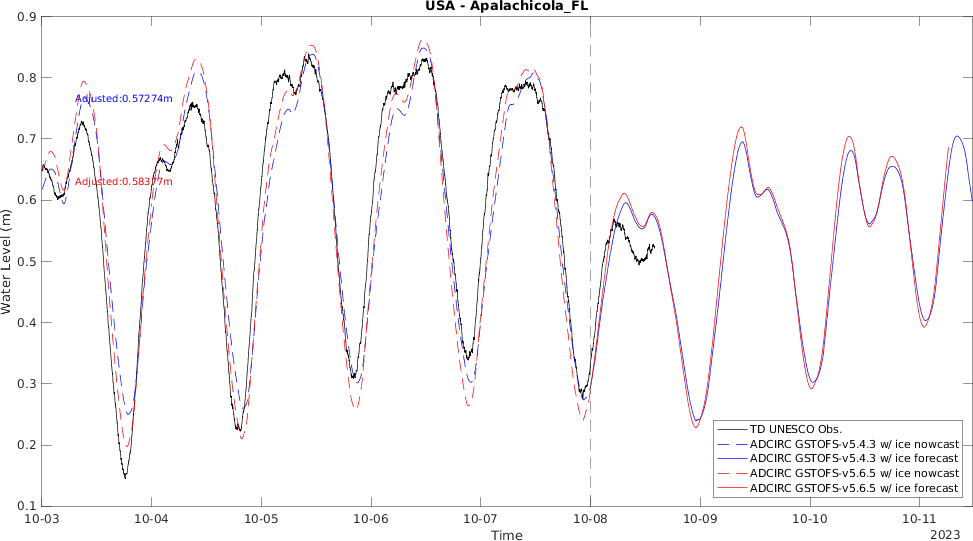 USA - Apalachicola_FL
0.9
0.8
0.7
0.6
0.5
0.4
0.3
0.2
0.1
Water Level (m)
Adjusted:0.57274m
Adjusted:0.58377m
TD UNESCO Obs.
ADCIRC GSTOFS-v5.4.3 w/ ice nowcast
ADCIRC GSTOFS-v5.4.3 w/ ice forecast
ADCIRC GSTOFS-v5.6.5 w/ ice nowcast
ADCIRC GSTOFS-v5.6.5 w/ ice forecast
10-03 10-04 10-05 10-06 10-07 10-08 10-09 10-10 10-11
Time
2023